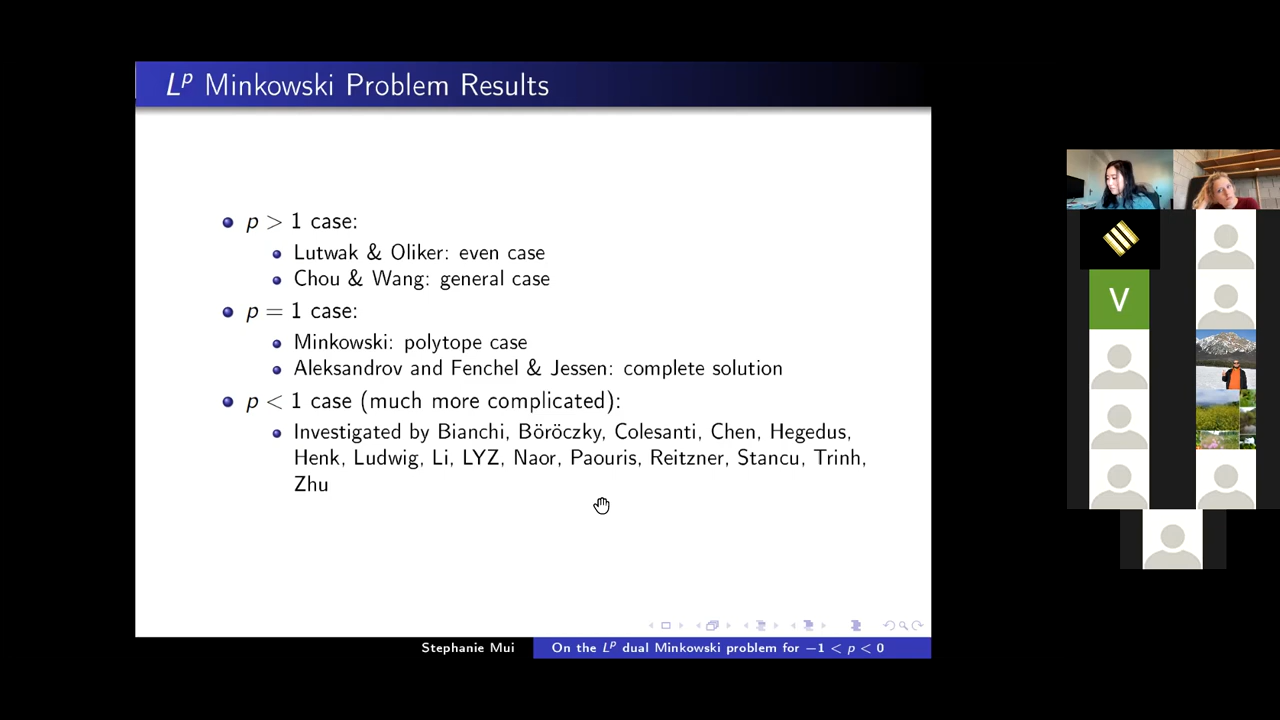 L^p Minkowski Problem Results
p > 1 case:
Lutwak & Oliker: even case
Chou & Wang: general case
p = 1 case:
Minkowski: polytope case
Aleksandrov and Fenchel & Jessen: complete solution
p < 1 case (much more complicated):
Investigated by Bianchi, Böröczky, Colesanti, Chen, Hegedus,
Henk, Ludwig, Li, LYZ, Naor, Paouris, Reitzner, Stancu, Trinh,
Zhu
Stephanie Mui
On the L^p dual Minkowski problem for −1 < p < 0
V